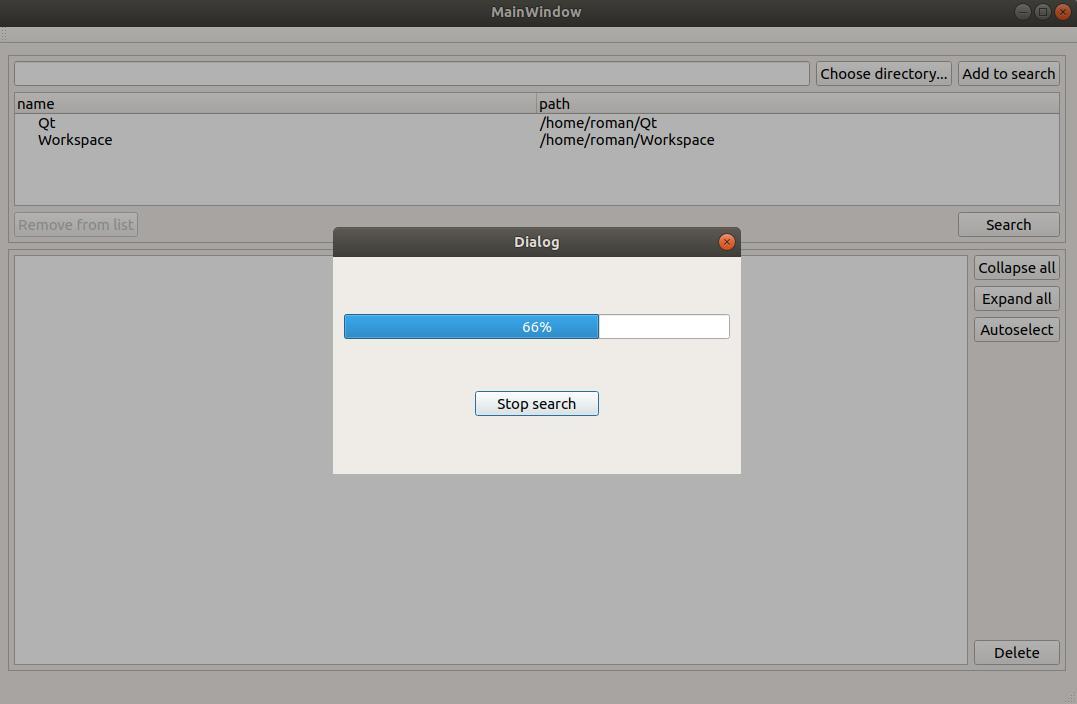 MainWindow
Choose directory... Add to search
name path
Qt /home/roman/Qt
Workspace /home/roman/Workspace
Remove from list Search
Dialog
66%
Stop search
Collapse all
Expand all
Autoselect
Delete